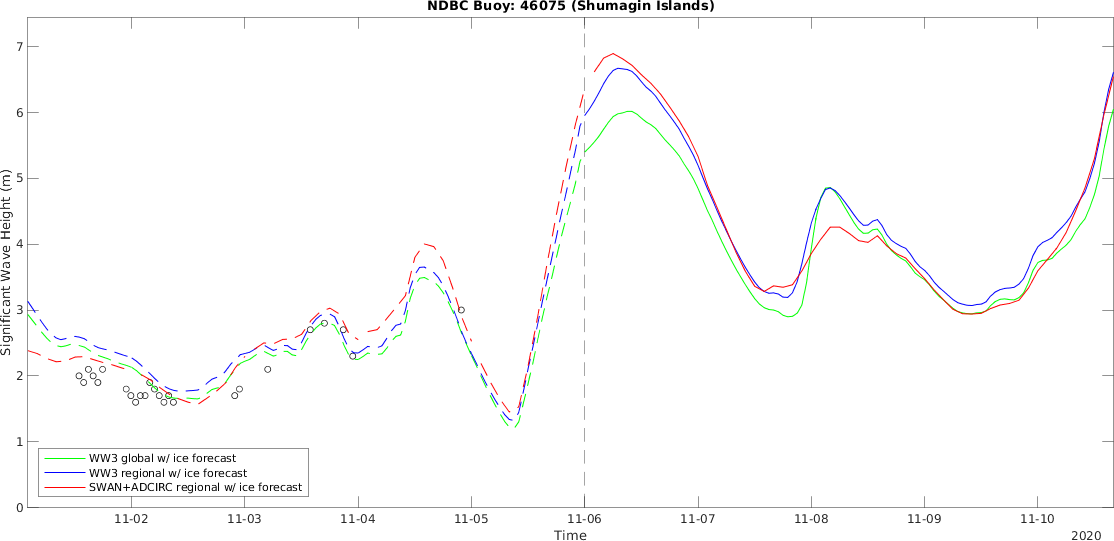 NDBC Buoy: 46075 (Shumagin Islands)
Significant Wave Height (m)
7
6
5
4
3
2
1
0
WW3 global w/ ice forecast
WW3 regional w/ ice forecast
SWAN+ADCIRC regional w/ ice forecast
11-02 11-03 11-04 11-05 11-06 11-07 11-08 11-09 11-10
Time
2020